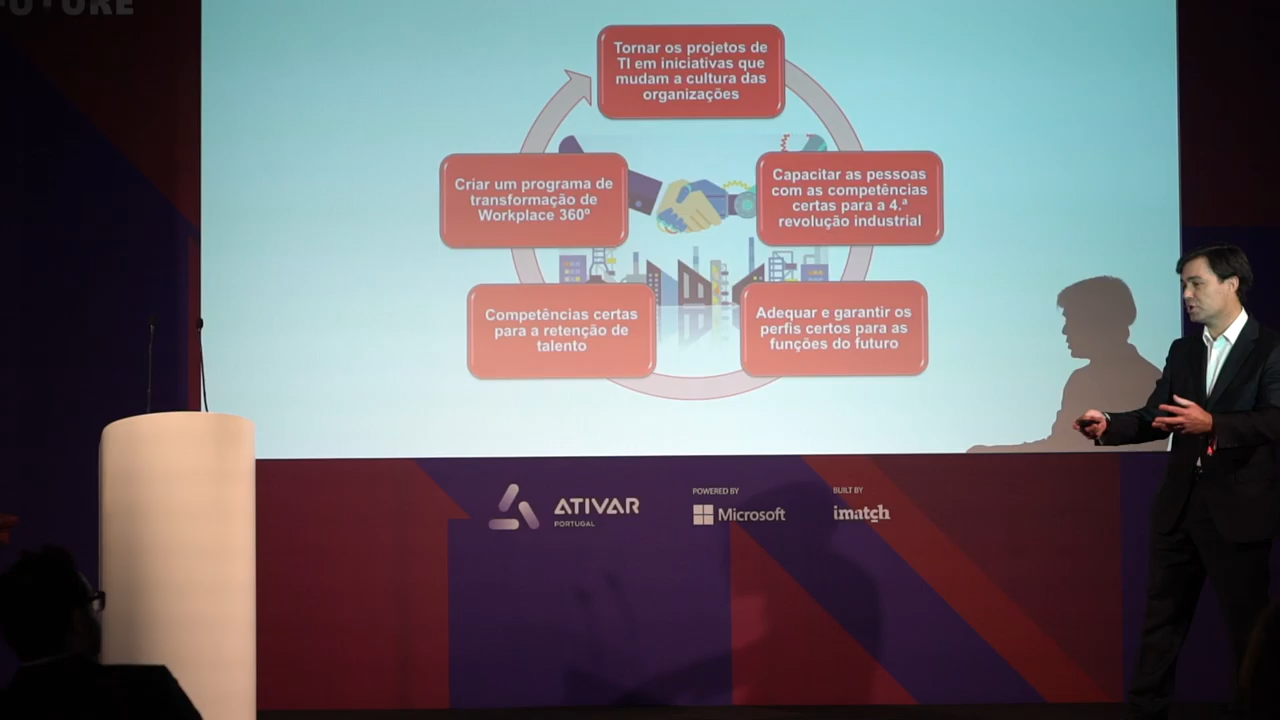 Tornar os projetos de
TI em iniciativas que
mudam a cultura das
organizações
Criar um programa de
transformação de
Workplace 360º
Capacitar as pessoas
com as competências
certas para a 4.ª
revolução industrial
Competências certas
para a retenção de
talento
Adequar e garantir os
perfis certos para as
funções do futuro
ATIVAR
PORTUGAL
POWERED BY
Microsoft
BUILT BY
imatch